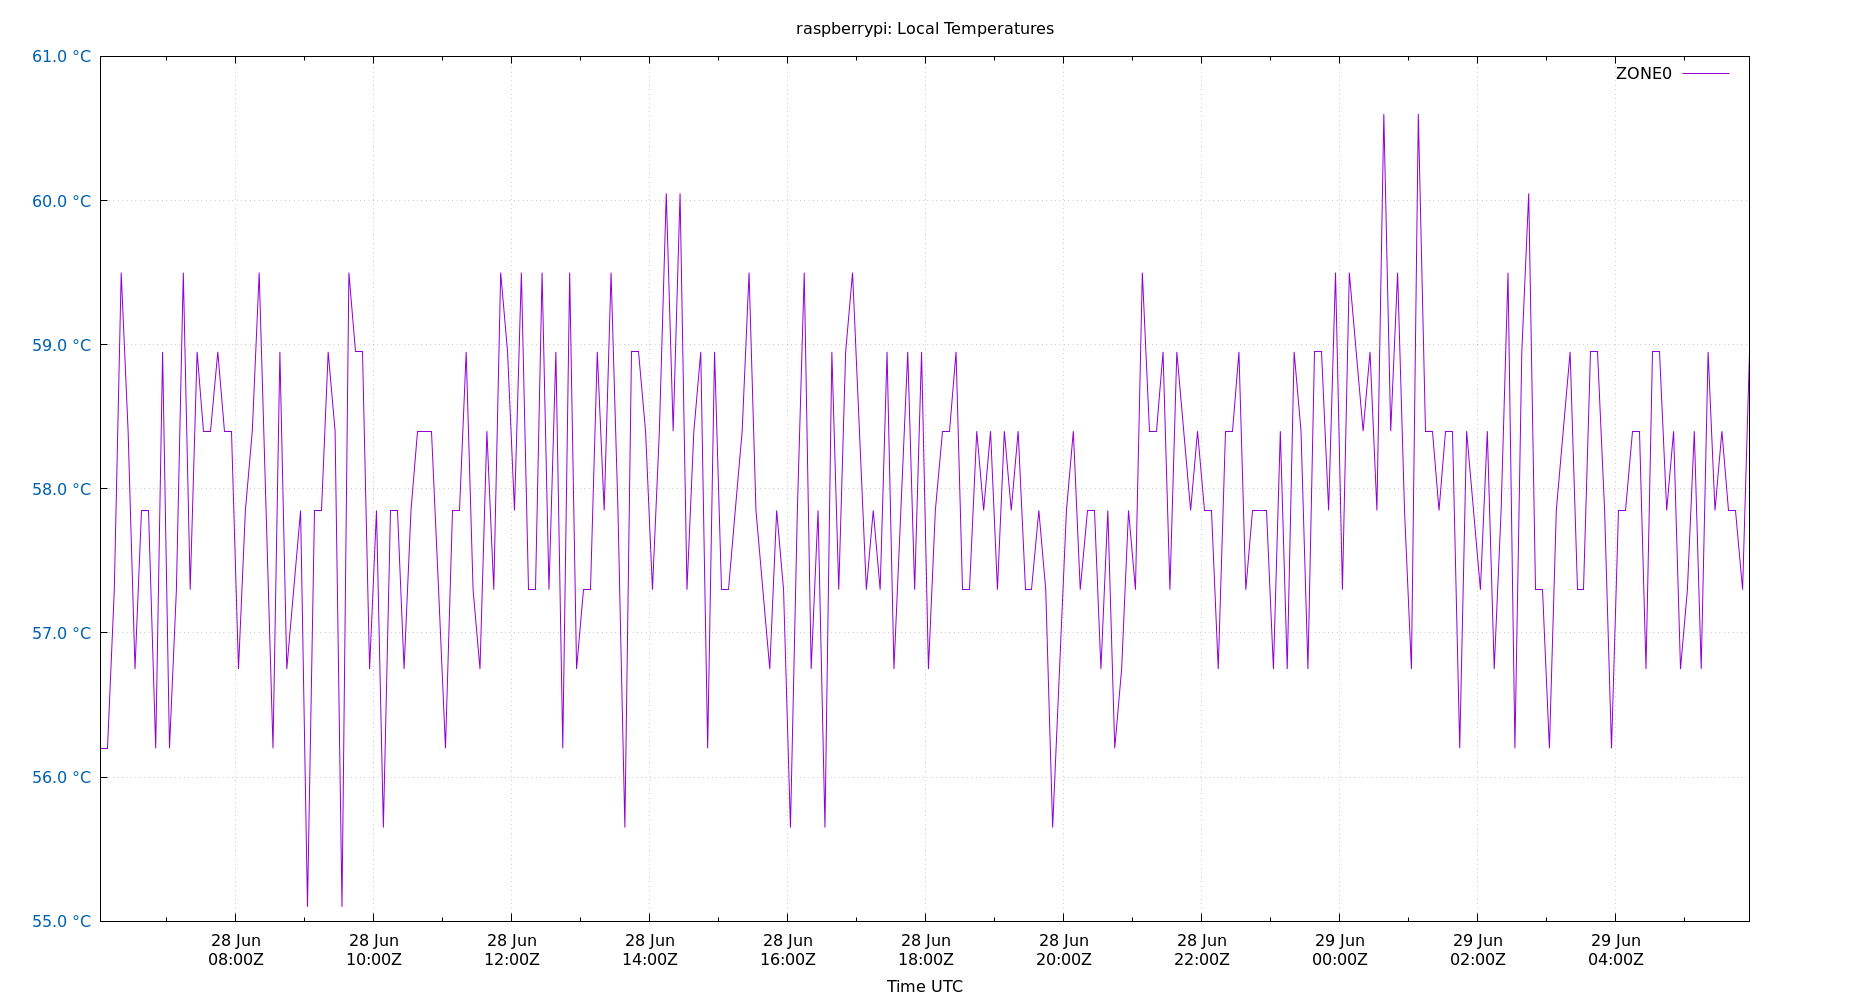 raspberrypi: Local Temperatures
61.0 °C
ZONE0
60.0 °C
59.0 °C
58.0 °C
57.0 °C
56.0 °C
55.0 °C
28 Jun 28 Jun 28 Jun 28 Jun 28 Jun 28 Jun 28 Jun 28 Jun 29 Jun 29 Jun 29 Jun
08:00Z 10:00Z 12:00Z 14:00Z 16:00Z 18:00Z 20:00Z 22:00Z 00:00Z 02:00Z 04:00Z
Time UTC